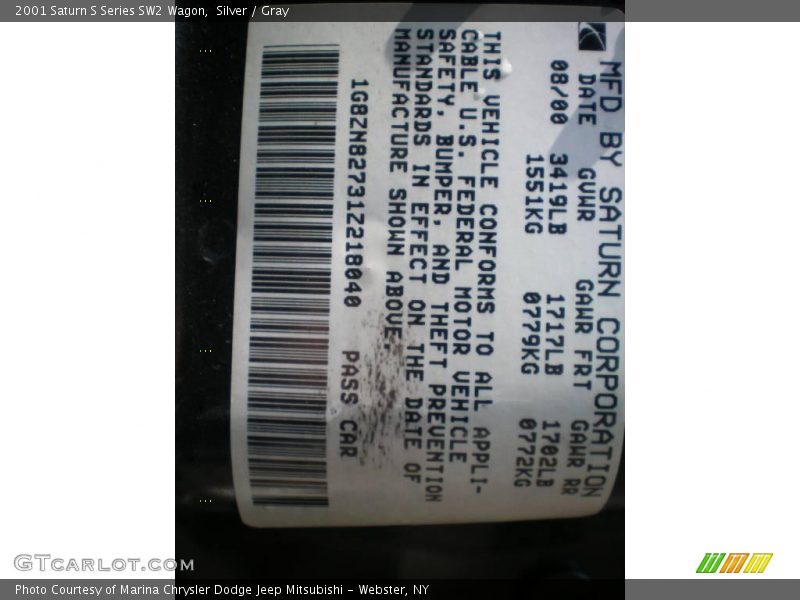 2001 Saturn S Series SW2 Wagon, Silver / Gray
MFD BY SATURN CORPORATION
DATE GVWR GAWR FRT GAWR RR
08/00 3419LB 1717LB 1702LB
1551KG 0779KG 0772KG
THIS VEHICLE CONFORMS TO ALL APPLI-
CABLE U.S. FEDERAL MOTOR VEHICLE
SAFETY, BUMPER, AND THEFT PREVENTION
STANDARDS IN EFFECT ON THE DATE OF
MANUFACTURE SHOWN ABOVE.
1G8ZN82731Z218040 PASS CAR
GTCARLOT.COM
Photo Courtesy of Marina Chrysler Dodge Jeep Mitsubishi - Webster, NY